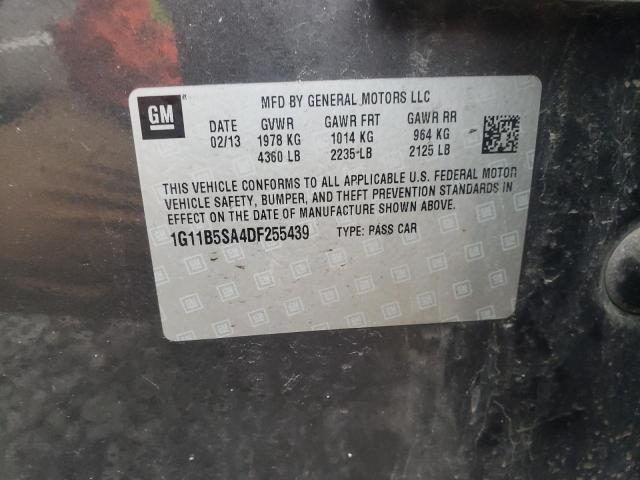 GM
MFD BY GENERAL MOTORS LLC
DATE GVWR GAWR FRT GAWR RR
02/13 1978 KG 1014 KG 964 KG
4360 LB 2235 LB 2125 LB
THIS VEHICLE CONFORMS TO ALL APPLICABLE U.S. FEDERAL MOTOR
VEHICLE SAFETY, BUMPER, AND THEFT PREVENTION STANDARDS IN
EFFECT ON THE DATE OF MANUFACTURE SHOWN ABOVE.
1G11B5SA4DF255439 TYPE: PASS CAR